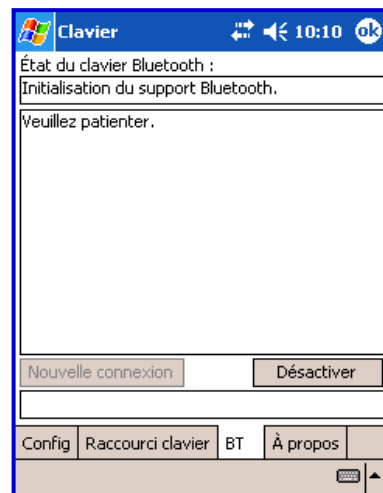 Clavier 10:10 ok
État du clavier Bluetooth :
Initialisation du support Bluetooth.
Veuillez patienter.
Nouvelle connexion Désactiver
Config Raccourci clavier BT À propos